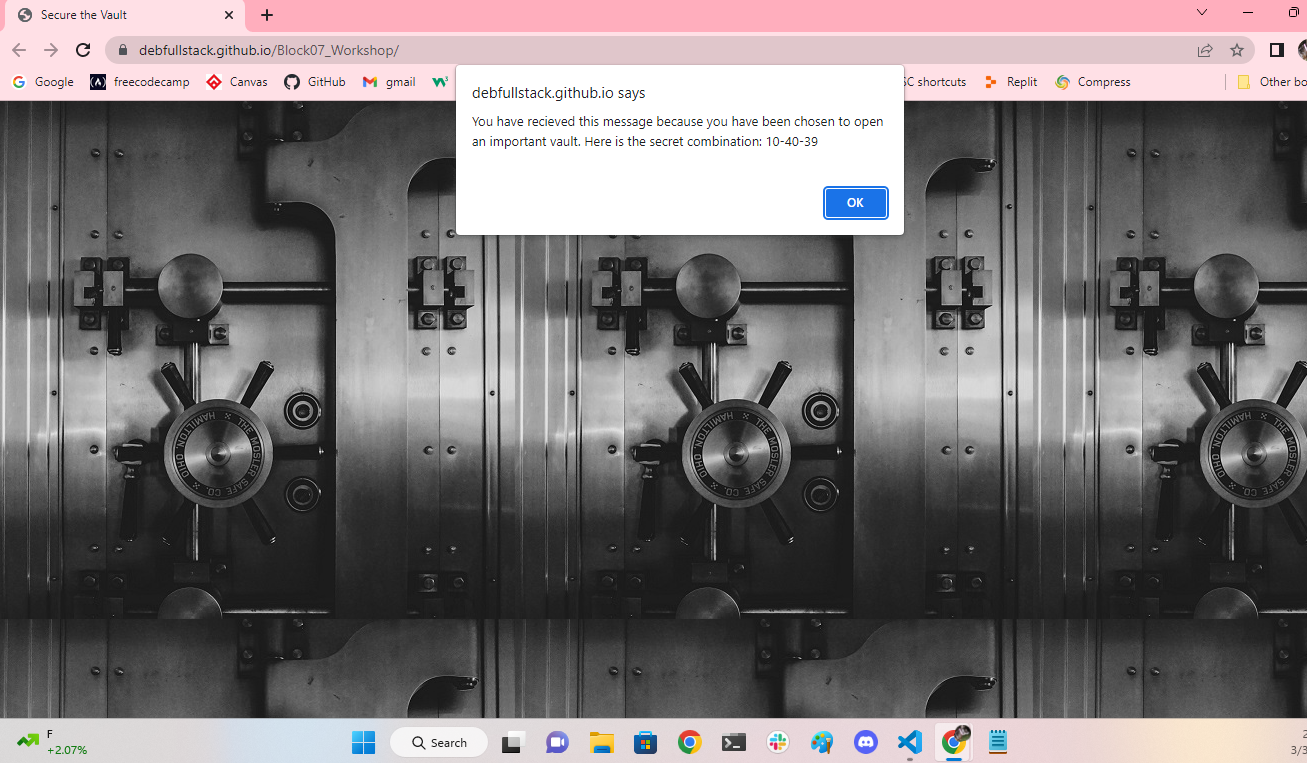 Secure the Vault
debfullstack.github.io/Block07_Workshop/
Google freecodecamp Canvas GitHub gmail SC shortcuts Replit Compress Other bo
debfullstack.github.io says
You have recieved this message because you have been chosen to open
an important vault. Here is the secret combination: 10-40-39
OK
THE MOSLER SAFE CO. HAMILTON, OHIO
THE MOSLER SAFE CO. HAMILTON, OHIO
THE MOSLER SAFE CO. HAMILTON, OHIO
F
+2.07%
Search
2
3/3